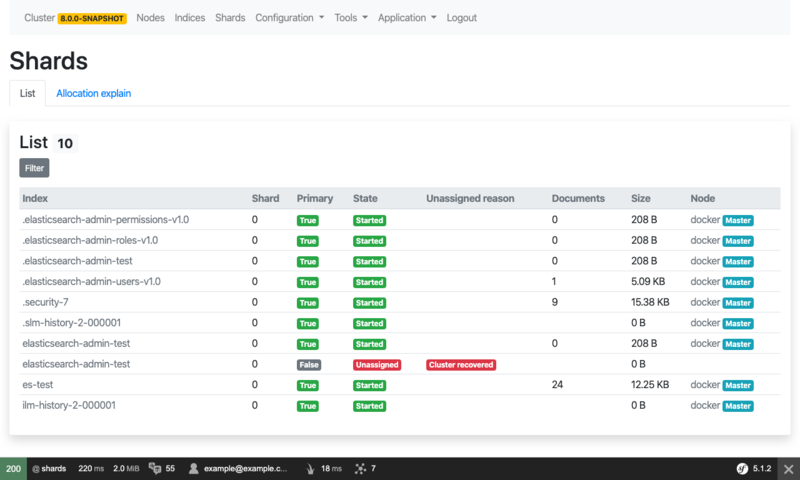 Cluster 8.0.0-SNAPSHOT Nodes Indices Shards Configuration Tools Application Logout
Shards
List Allocation explain
List 10
Filter
Index Shard Primary State Unassigned reason Documents Size Node
.elasticsearch-admin-permissions-v1.0 0 True Started 0 208 B docker Master
.elasticsearch-admin-roles-v1.0 0 True Started 0 208 B docker Master
.elasticsearch-admin-test 0 True Started 0 208 B docker Master
.elasticsearch-admin-users-v1.0 0 True Started 1 5.09 KB docker Master
.security-7 0 True Started 9 15.38 KB docker Master
.slm-history-2-000001 0 True Started 0 B docker Master
elasticsearch-admin-test 0 True Started 0 208 B docker Master
elasticsearch-admin-test 0 False Unassigned Cluster recovered 0 B
es-test 0 True Started 24 12.25 KB docker Master
ilm-history-2-000001 0 True Started 0 B docker Master
200 @ shards 220 ms 2.0 MiB 55 example@example.c... 18 ms 7 sf 5.1.2